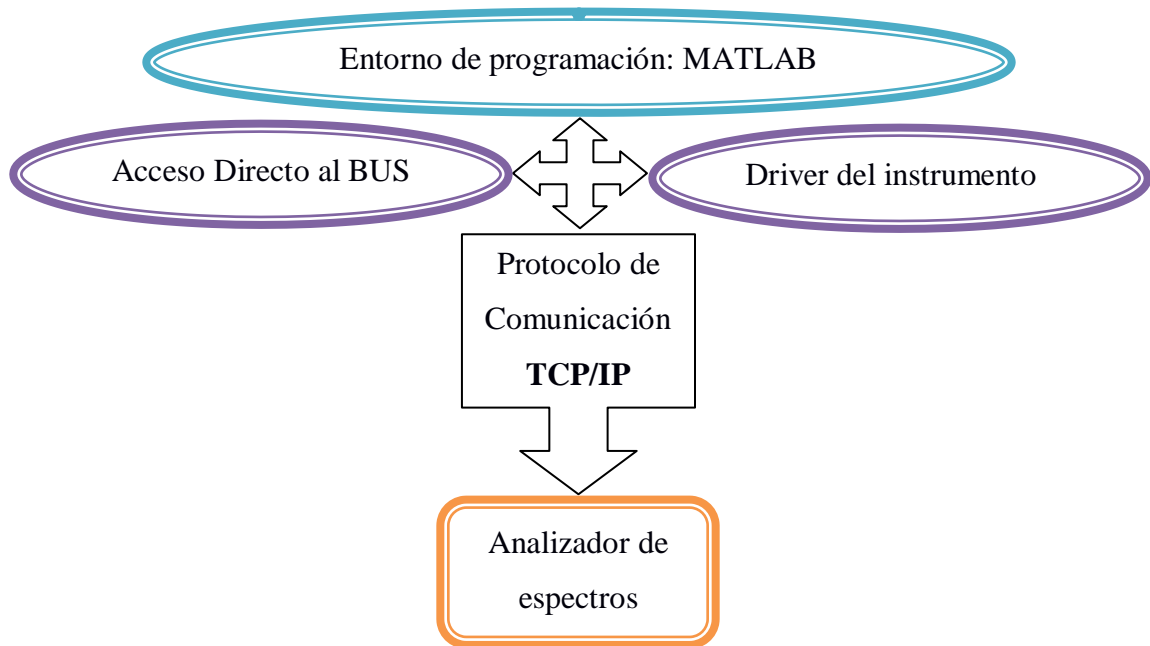 Entorno de programación: MATLAB
Acceso Directo al BUS
Driver del instrumento
Protocolo de
Comunicación
TCP/IP
Analizador de
espectros